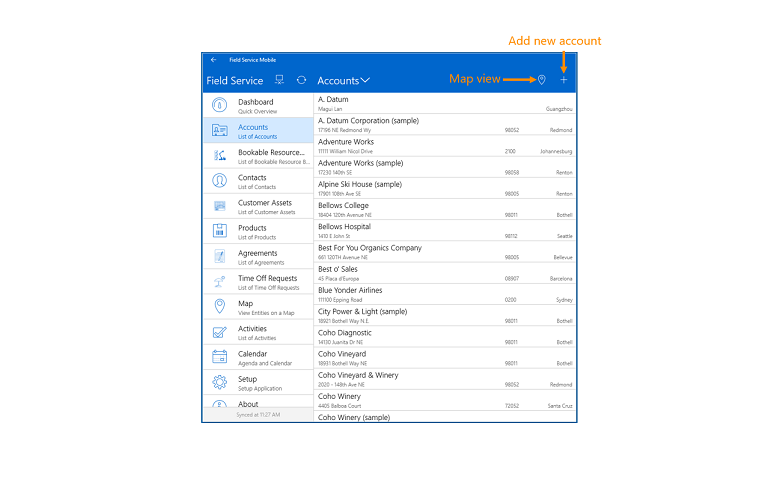 Add new account
Map view
Field Service Mobile
Field Service
Accounts
Dashboard
Quick Overview
Accounts
List of Accounts
Bookable Resource...
List of Bookable Resource B...
Contacts
List of Contacts
Customer Assets
List of Customer Assets
Products
List of Products
Agreements
List of Agreements
Time Off Requests
List of Time Off Requests
Map
View Entities on a Map
Activities
List of Activities
Calendar
Agenda and Calendar
Setup
Setup Application
About
Synced at 11:27 AM
A. Datum
Magui Lan Guangzhou
A. Datum Corporation (sample)
17196 NE Redmond Wy 98052 Redmond
Adventure Works
11111 William Nicol Drive 2100 Johannesburg
Adventure Works (sample)
17230 140th SE 98058 Renton
Alpine Ski House (sample)
17901 108th Ave SE 98005 Renton
Bellows College
18404 120th Avenue NE 98011 Bothell
Bellows Hospital
1410 E John St 98112 Seattle
Best For You Organics Company
661 120TH Avenue NE 98005 Bellevue
Best o' Sales
45 Placa d'Europa 08907 Barcelona
Blue Yonder Airlines
111100 Epping Road 0200 Sydney
City Power & Light (sample)
18921 Bothell Way N.E. 98011 Bothell
Coho Diagnostic
14130 Juanita Dr NE 98011 Bothell
Coho Vineyard
18931 Bothell Way NE 98011 Bothell
Coho Vineyard & Winery
2020 - 148th Ave NE 98052 Redmond
Coho Winery
4405 Balboa Court 72052 Santa Cruz
Coho Winery (sample)